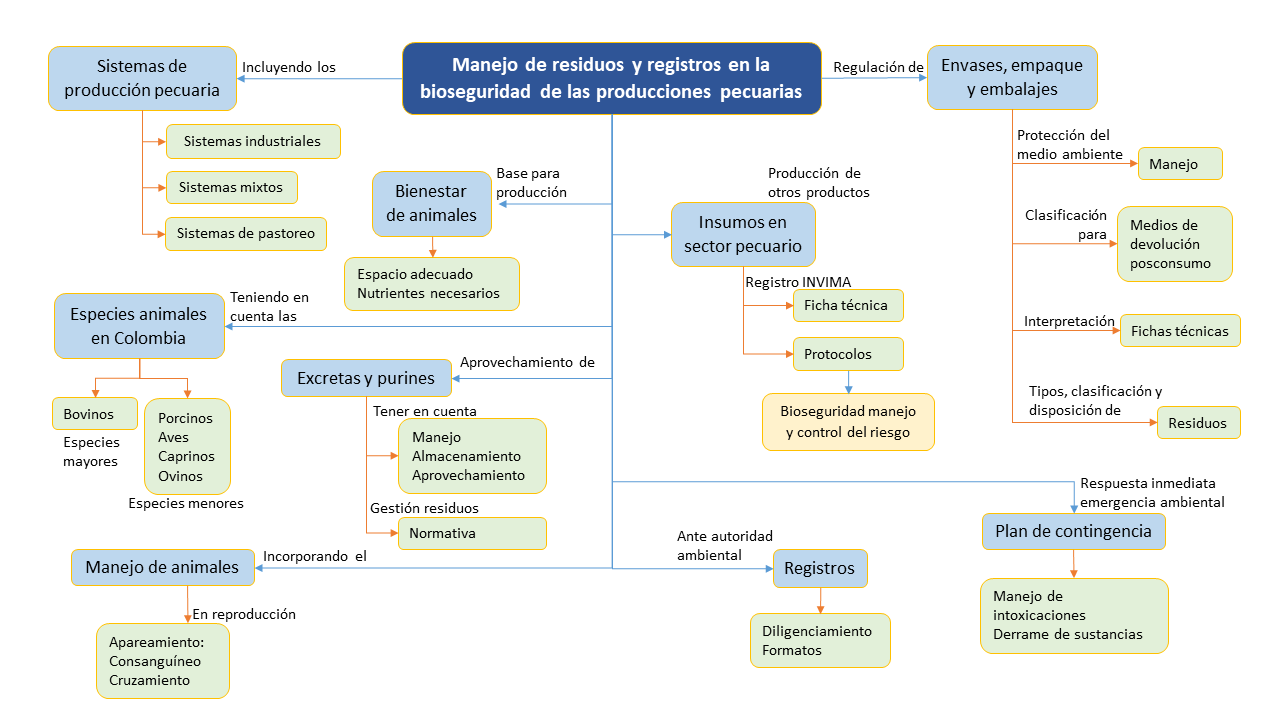 Manejo de residuos y registros en la
bioseguridad de las producciones pecuarias
Incluyendo los
Sistemas de
producción pecuaria
Sistemas industriales
Sistemas mixtos
Sistemas de pastoreo
Regulación de
Envases, empaque
y embalajes
Protección del
medio ambiente
Manejo
Clasificación
para
Medios de
devolución
posconsumo
Interpretación
Fichas técnicas
Tipos, clasificación y
disposición de
Residuos
Base para
producción
Bienestar
de animales
Espacio adecuado
Nutrientes necesarios
Producción de
otros productos
Insumos en
sector pecuario
Registro INVIMA
Ficha técnica
Protocolos
Bioseguridad manejo
y control del riesgo
Teniendo en
cuenta las
Especies animales
en Colombia
Bovinos
Especies
mayores
Porcinos
Aves
Caprinos
Ovinos
Especies menores
Aprovechamiento de
Excretas y purines
Tener en cuenta
Manejo
Almacenamiento
Aprovechamiento
Gestión residuos
Normativa
Respuesta inmediata
emergencia ambiental
Plan de contingencia
Manejo de
intoxicaciones
Derrame de sustancias
Incorporando el
Manejo de animales
En reproducción
Apareamiento:
Consanguíneo
Cruzamiento
Ante autoridad
ambiental
Registros
Diligenciamiento
Formatos